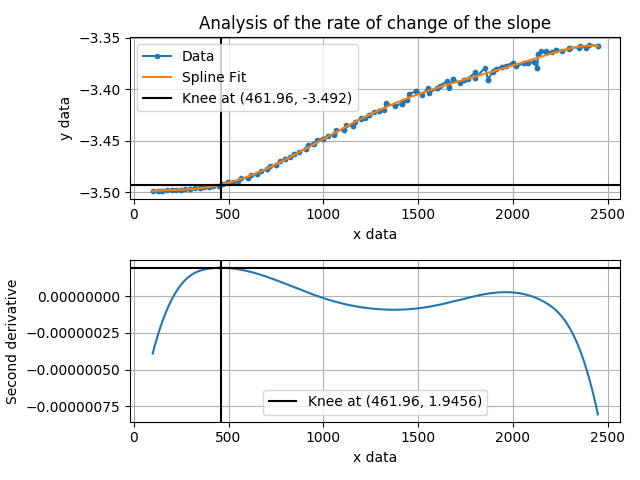 Analysis of the rate of change of the slope
−3.35
−3.40
−3.45
−3.50
y data
Data
Spline Fit
Knee at (461.96, -3.492)
0 500 1000 1500 2000 2500
x data
0.00000000
−0.00000025
−0.00000050
−0.00000075
Second derivative
Knee at (461.96, 1.9456)
0 500 1000 1500 2000 2500
x data